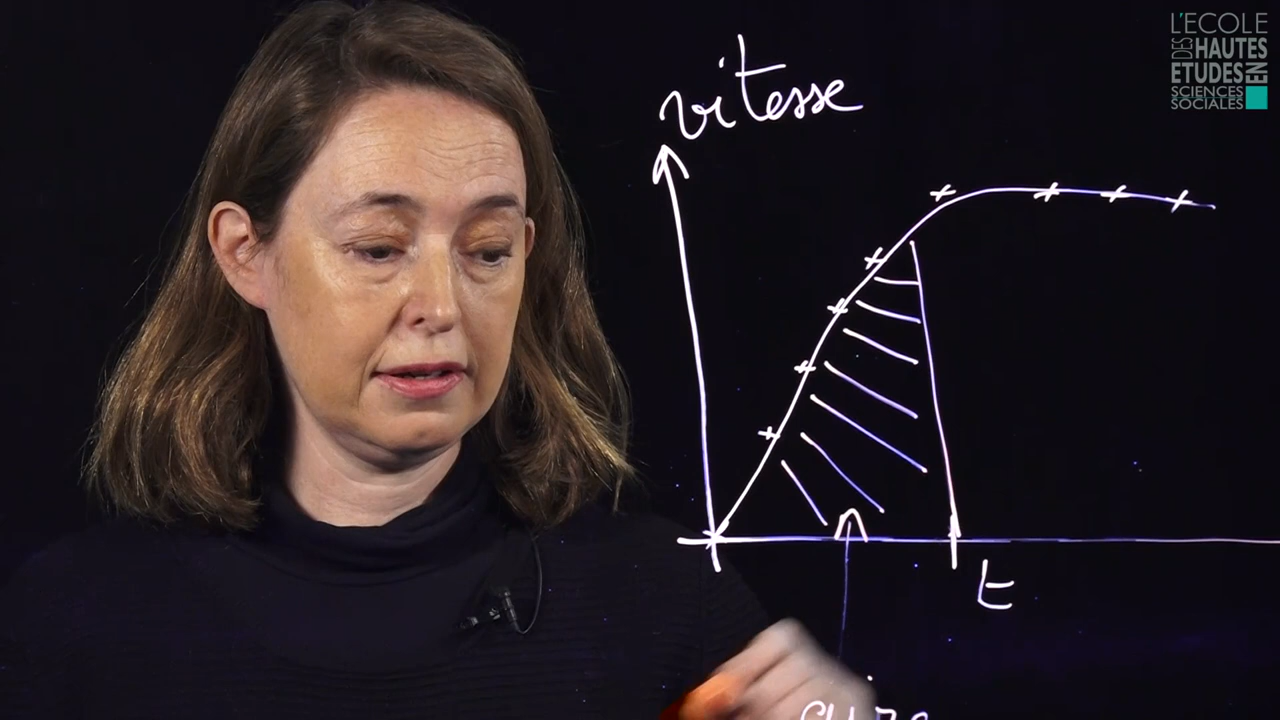 L'ECOLE
DES HAUTES
ETUDES EN
SCIENCES
SOCIALES
vitesse
t